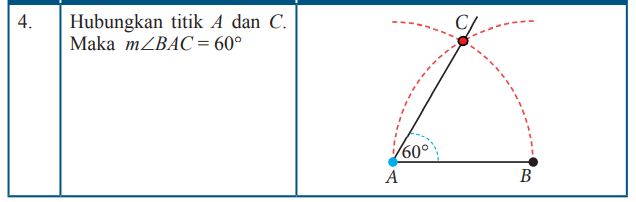 4.
Hubungkan titik A dan C.
Maka m∠BAC = 60°
C
60°
A
B